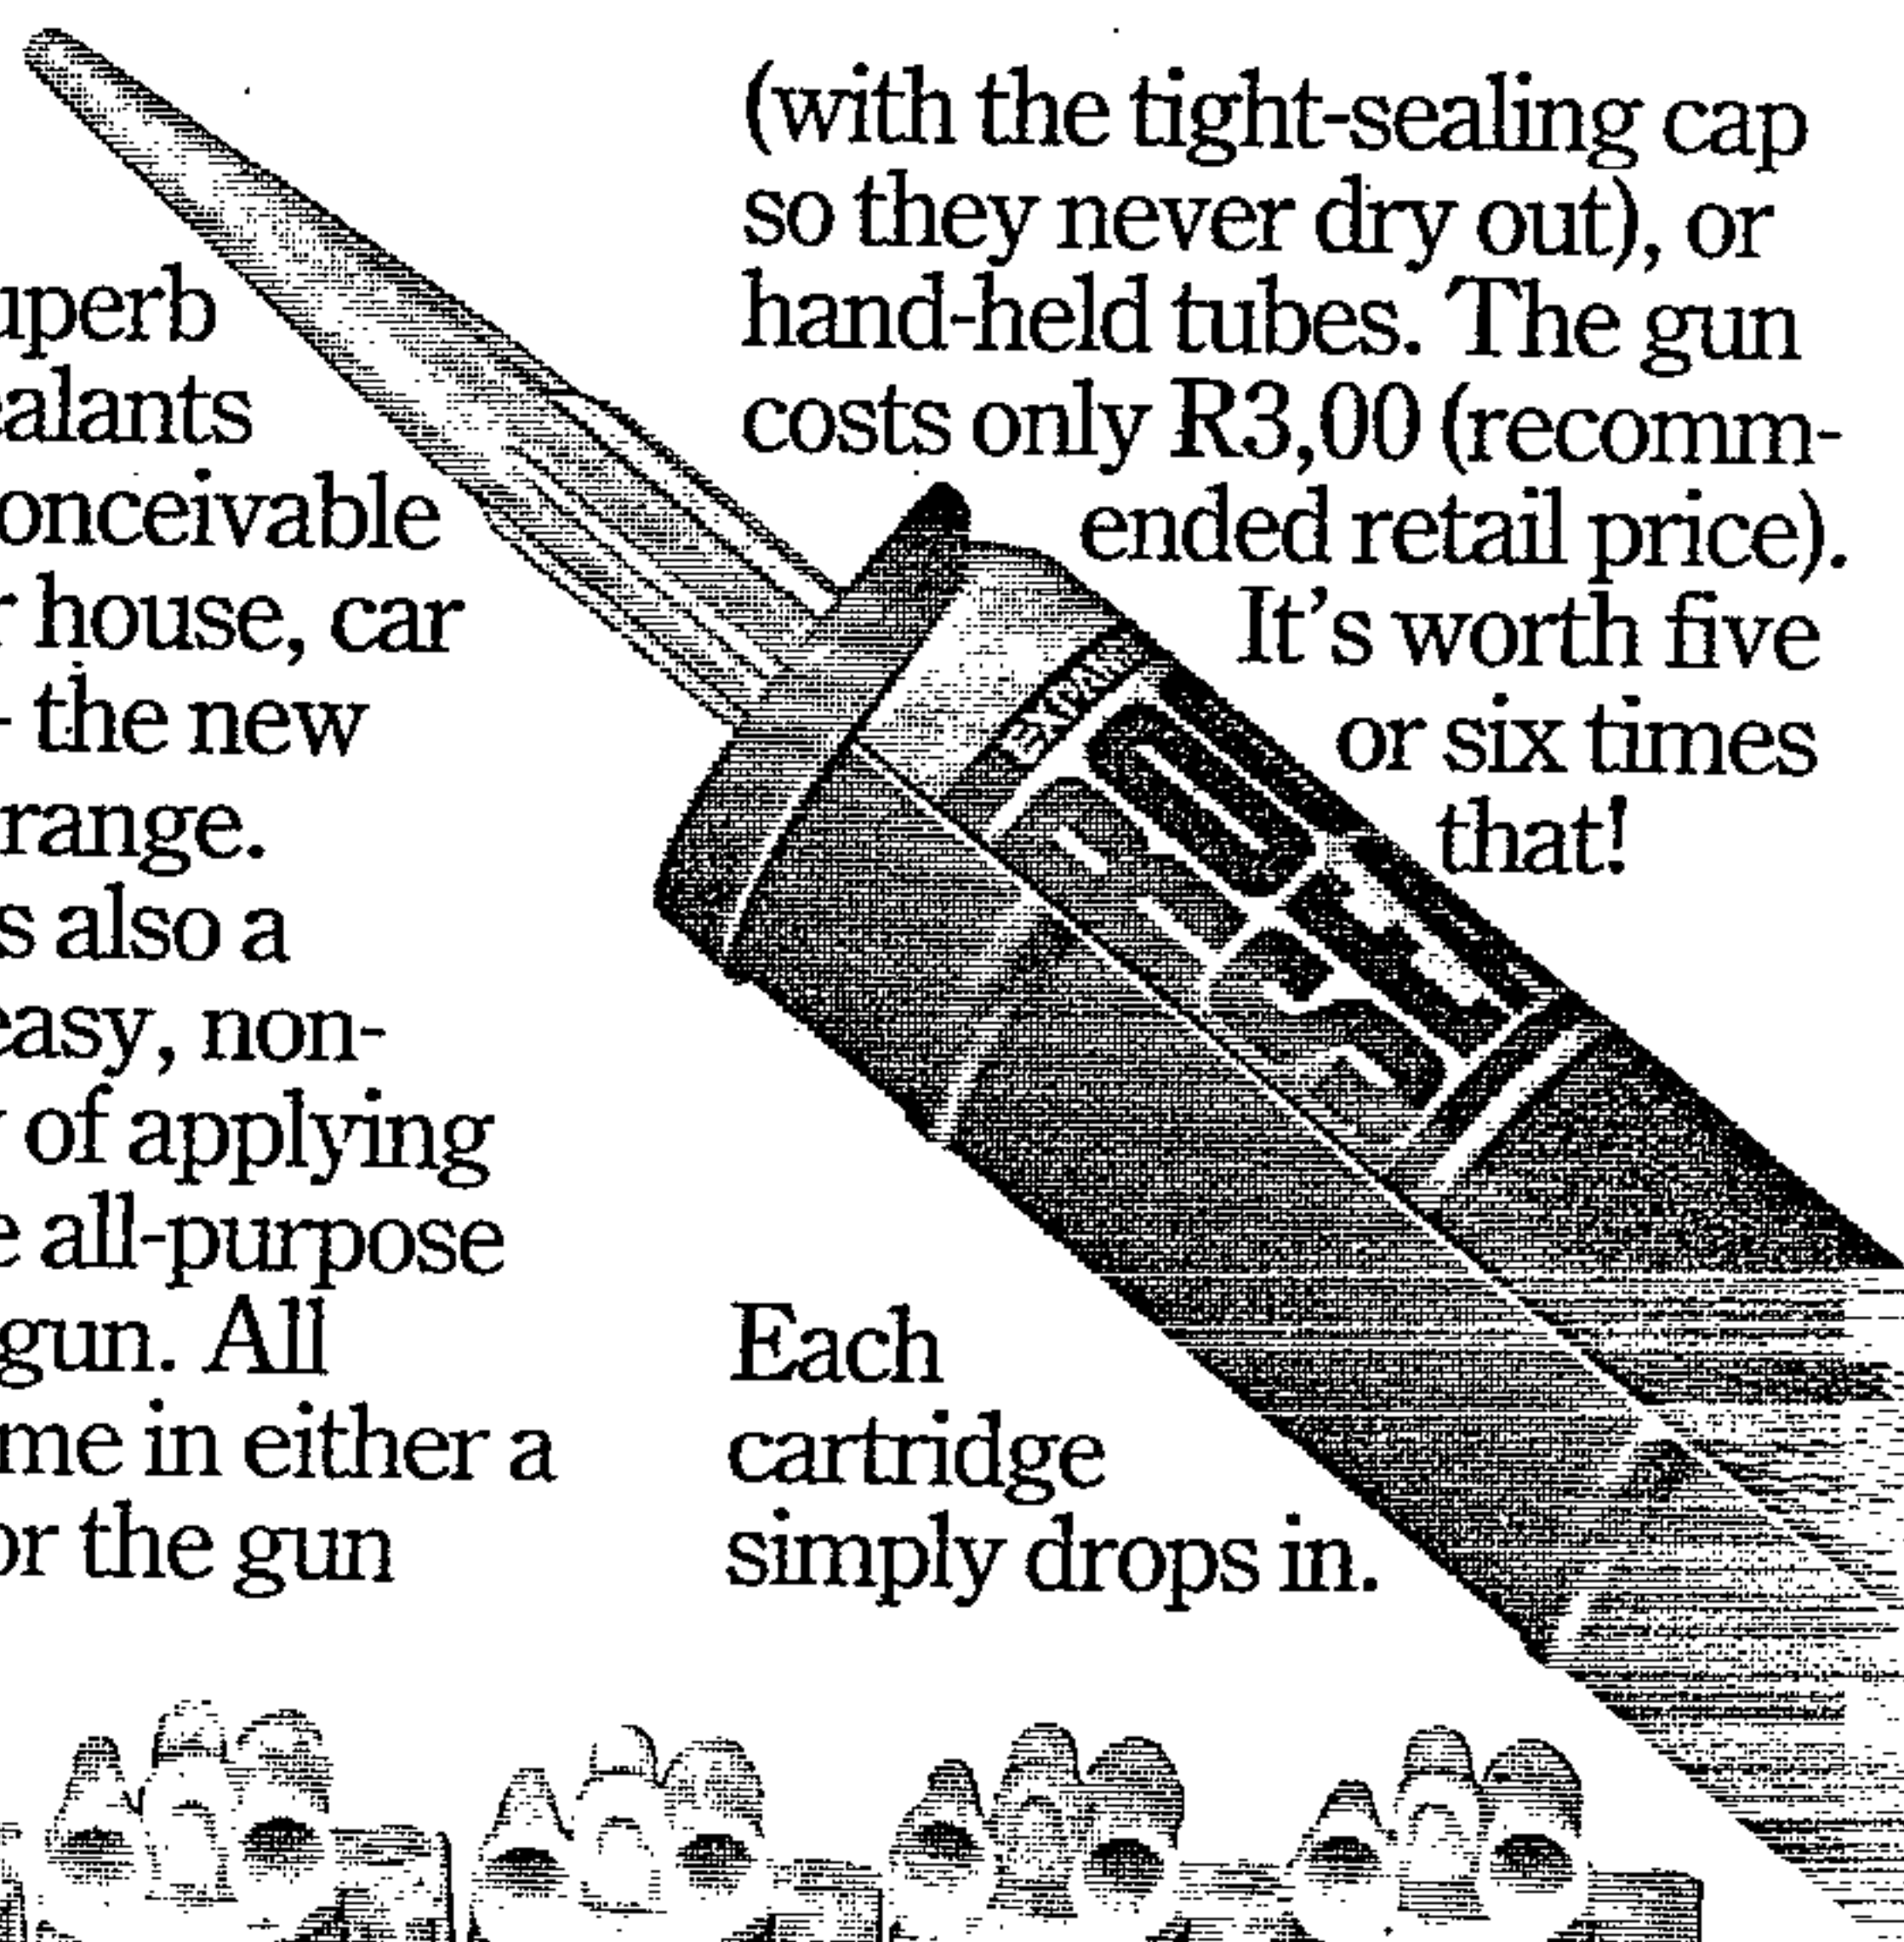 uperb
alants
onceivable
r house, car
- the new
range.
s also a
easy, non-
y of applying
e all-purpose
gun. All
me in either a
or the gun
(with the tight-sealing cap
so they never dry out), or
hand-held tubes. The gun
costs only R3,00 (recomm-
ended retail price).
It's worth five
or six times
that!
Each
cartridge
simply drops in.